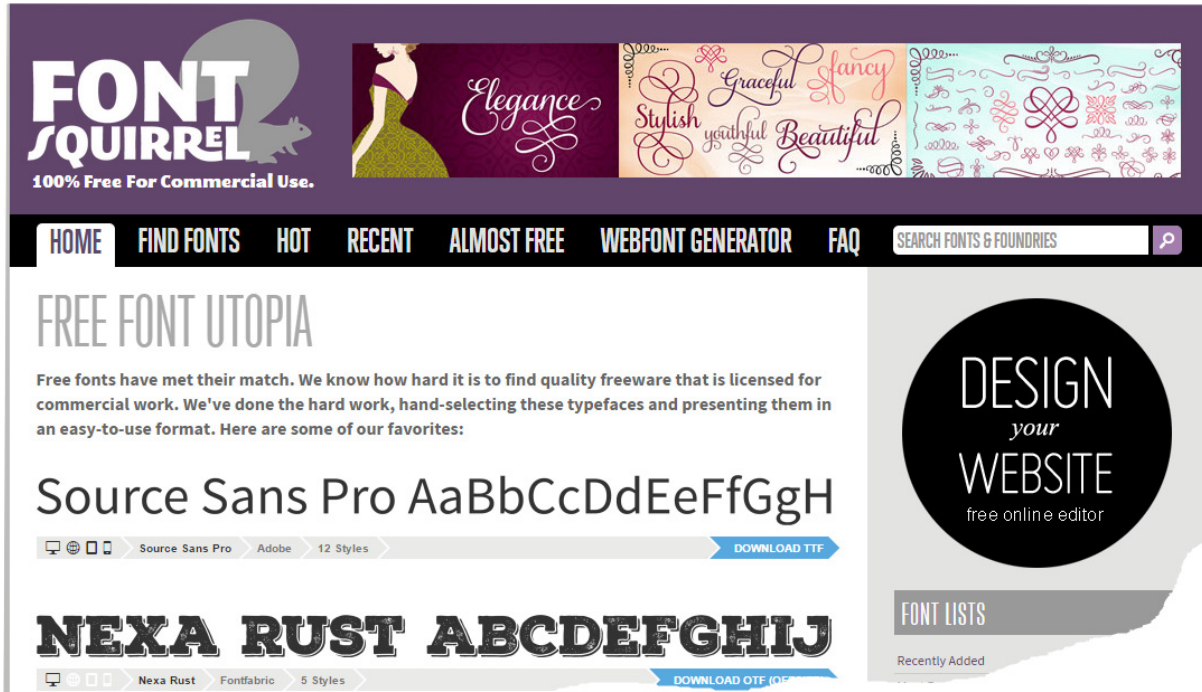 FONT
SQUIRREL
100% Free For Commercial Use.
Elegance
Stylish
Graceful
fancy
youthful
Beautiful
HOME FIND FONTS HOT RECENT ALMOST FREE WEBFONT GENERATOR FAQ SEARCH FONTS & FOUNDRIES
FREE FONT UTOPIA
Free fonts have met their match. We know how hard it is to find quality freeware that is licensed for
commercial work. We've done the hard work, hand-selecting these typefaces and presenting them in
an easy-to-use format. Here are some of our favorites:
Source Sans Pro AaBbCcDdEeFfGgH
Source Sans Pro Adobe 12 Styles DOWNLOAD TTF
NEXA RUST ABCDEFGHIJ
Nexa Rust Fontfabric 5 Styles DOWNLOAD OTF
DESIGN
your
WEBSITE
free online editor
FONT LISTS
Recently Added